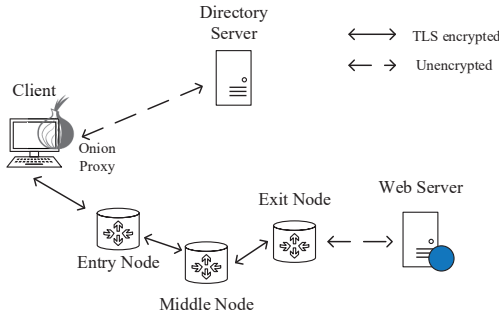 Directory
Server
TLS encrypted
Unencrypted
Client
Onion
Proxy
Entry Node
Middle Node
Exit Node
Web Server